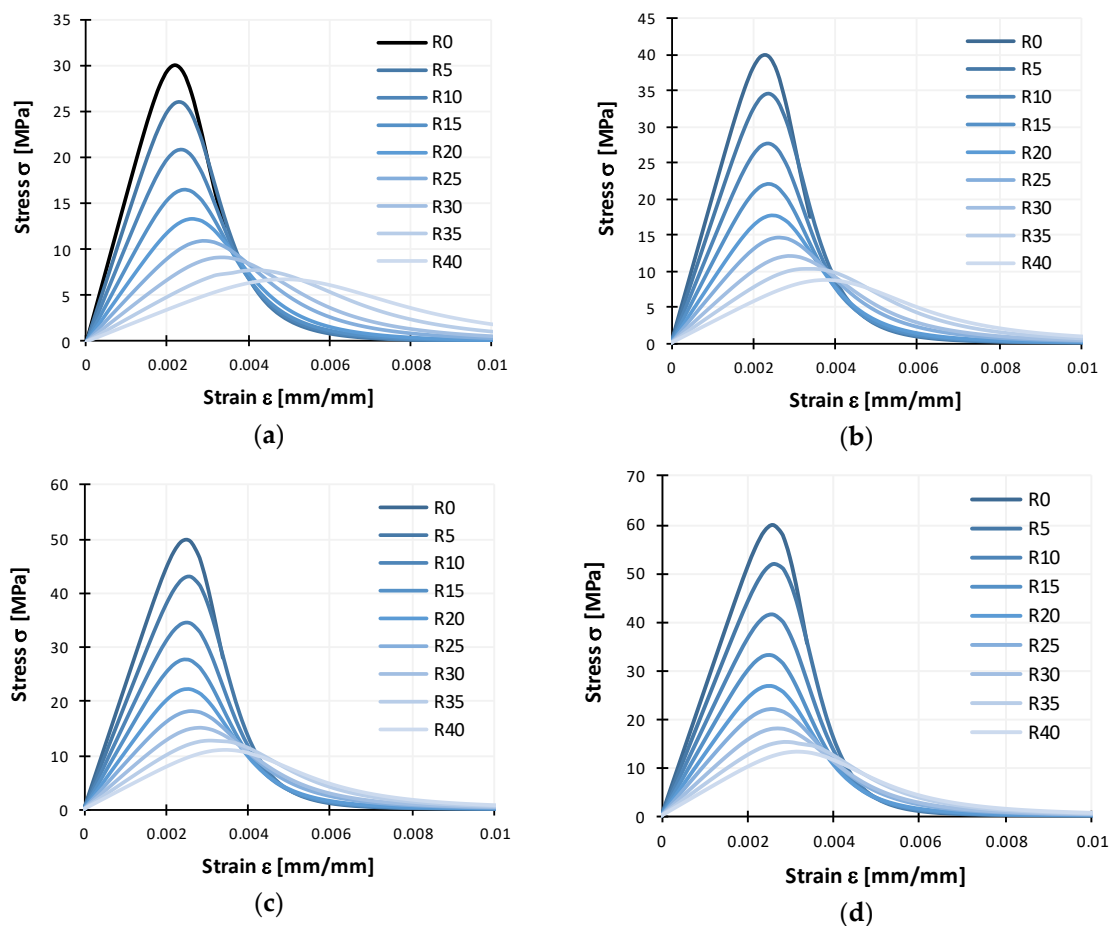 35
30
25
20
15
10
5
0
Stress σ [MPa]
R0
R5
R10
R15
R20
R25
R30
R35
R40
0 0.002 0.004 0.006 0.008 0.01
Strain ε [mm/mm]
(a)
45
40
35
30
25
20
15
10
5
0
Stress σ [MPa]
R0
R5
R10
R15
R20
R25
R30
R35
R40
0 0.002 0.004 0.006 0.008 0.01
Strain ε [mm/mm]
(b)
60
50
40
30
20
10
0
Stress σ [MPa]
R0
R5
R10
R15
R20
R25
R30
R35
R40
0 0.002 0.004 0.006 0.008 0.01
Strain ε [mm/mm]
(c)
70
60
50
40
30
20
10
0
Stress σ [MPa]
R0
R5
R10
R15
R20
R25
R30
R35
R40
0 0.002 0.004 0.006 0.008 0.01
Strain ε [mm/mm]
(d)